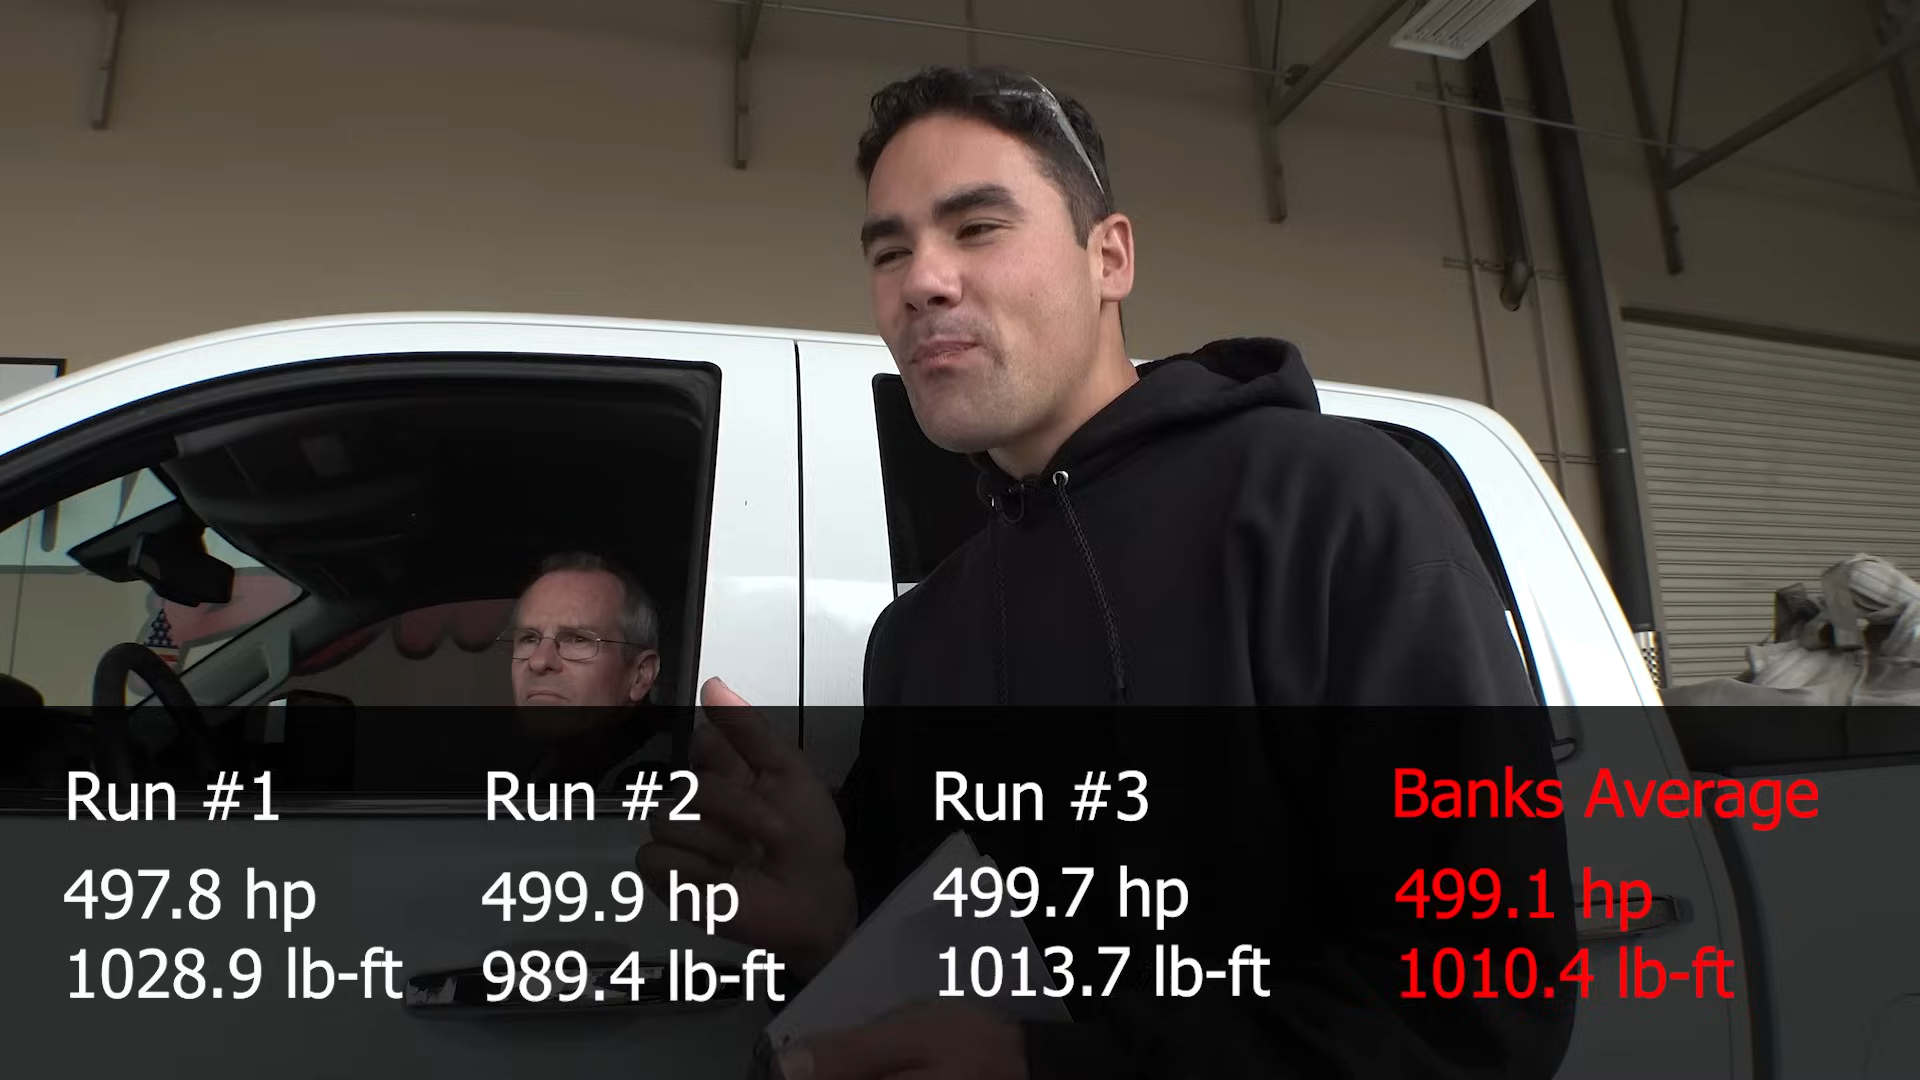 Run #1
497.8 hp
1028.9 lb-ft
Run #2
499.9 hp
989.4 lb-ft
Run #3
499.7 hp
1013.7 lb-ft
Banks Average
499.1 hp
1010.4 lb-ft